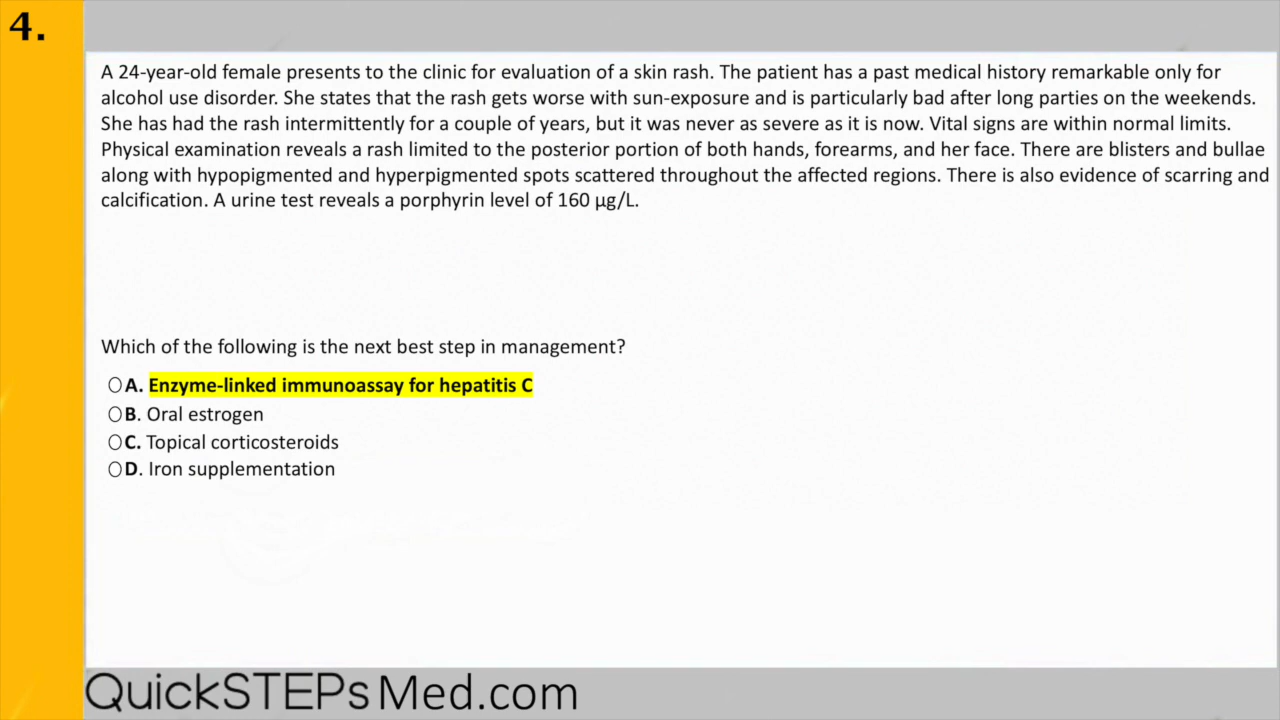 4.
A 24-year-old female presents to the clinic for evaluation of a skin rash. The patient has a past medical history remarkable only for
alcohol use disorder. She states that the rash gets worse with sun-exposure and is particularly bad after long parties on the weekends.
She has had the rash intermittently for a couple of years, but it was never as severe as it is now. Vital signs are within normal limits.
Physical examination reveals a rash limited to the posterior portion of both hands, forearms, and her face. There are blisters and bullae
along with hypopigmented and hyperpigmented spots scattered throughout the affected regions. There is also evidence of scarring and
calcification. A urine test reveals a porphyrin level of 160 µg/L.
Which of the following is the next best step in management?
A. Enzyme-linked immunoassay for hepatitis C
B. Oral estrogen
C. Topical corticosteroids
D. Iron supplementation
QuickSTEPsMed.com